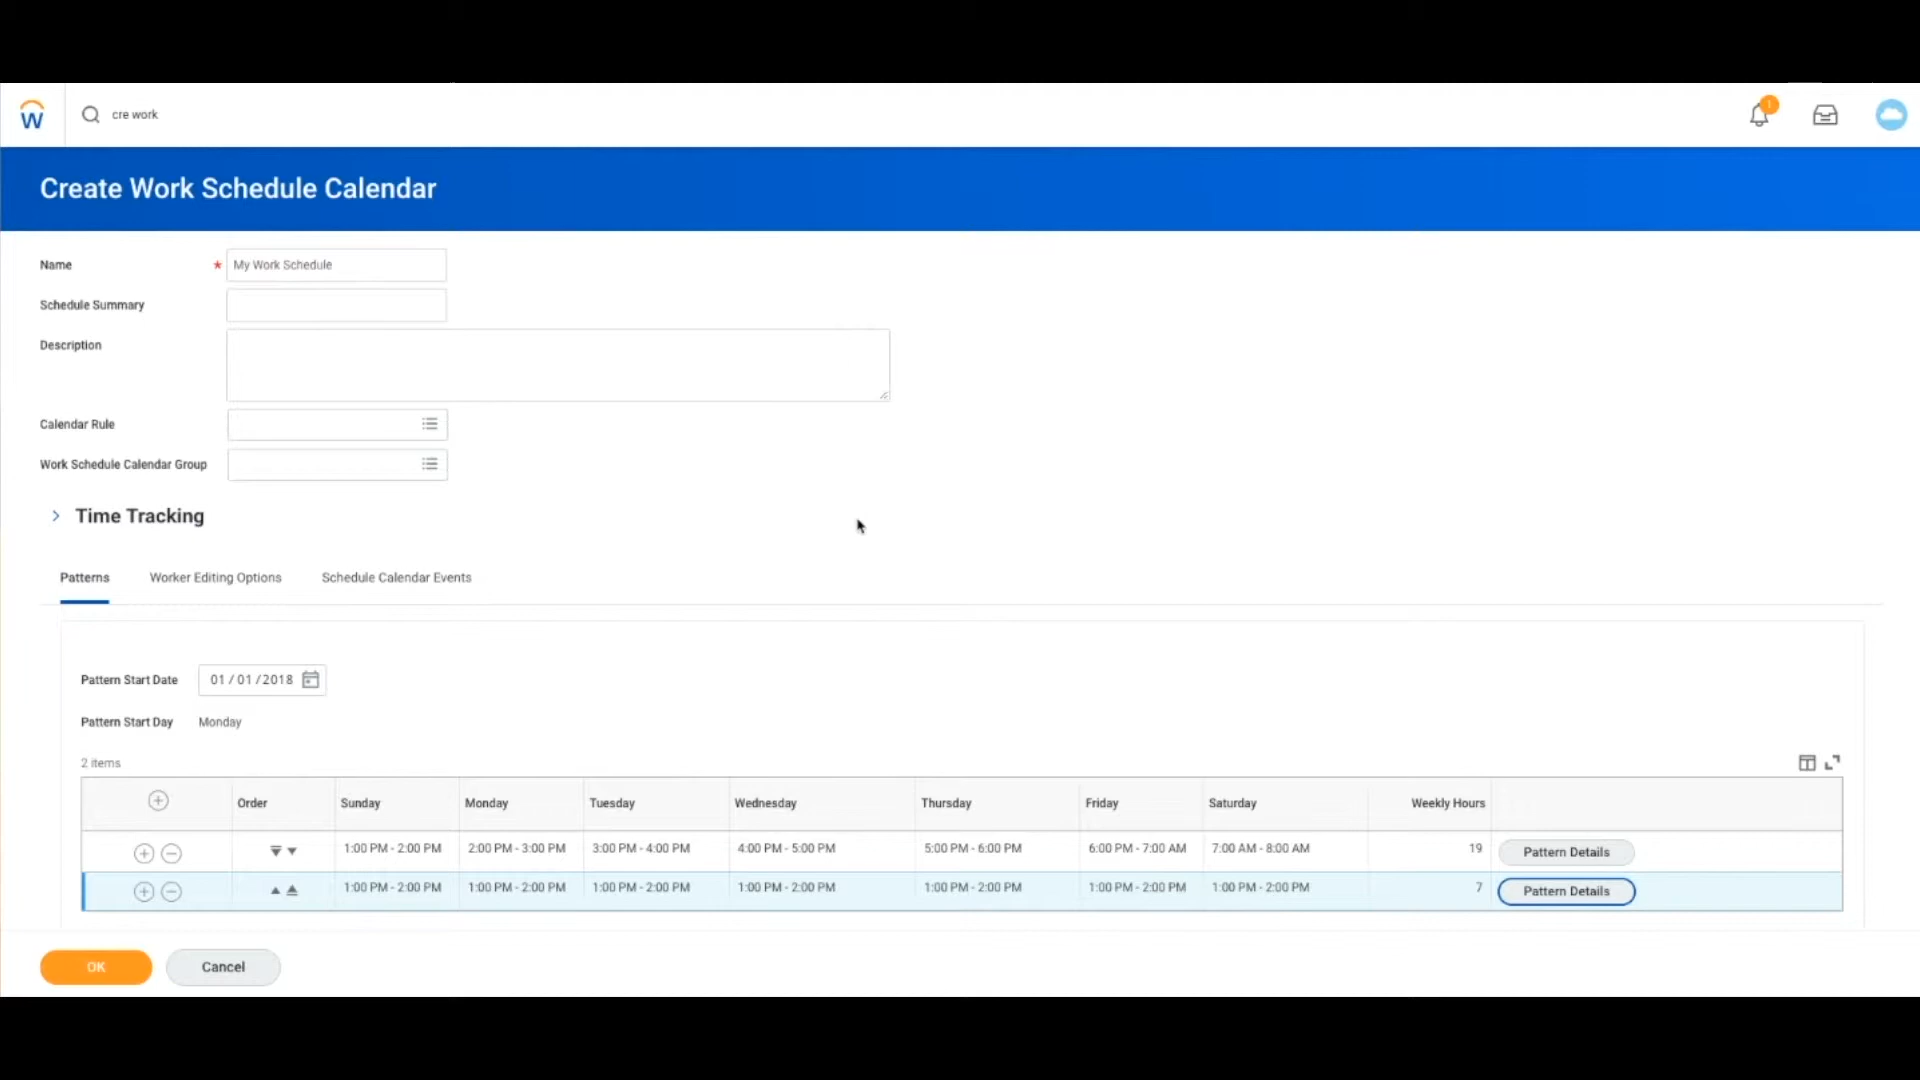 W cre work 1
Create Work Schedule Calendar
Name * My Work Schedule
Schedule Summary
Description
Calendar Rule
Work Schedule Calendar Group
Time Tracking
Patterns Worker Editing Options Schedule Calendar Events
Pattern Start Date 01 / 01 / 2018
Pattern Start Day Monday
2 items
Order Sunday Monday Tuesday Wednesday Thursday Friday Saturday Weekly Hours
1:00 PM - 2:00 PM 2:00 PM - 3:00 PM 3:00 PM - 4:00 PM 4:00 PM - 5:00 PM 5:00 PM - 6:00 PM 6:00 PM - 7:00 AM 7:00 AM - 8:00 AM 19 Pattern Details
1:00 PM - 2:00 PM 1:00 PM - 2:00 PM 1:00 PM - 2:00 PM 1:00 PM - 2:00 PM 1:00 PM - 2:00 PM 1:00 PM - 2:00 PM 1:00 PM - 2:00 PM 7 Pattern Details
OK Cancel